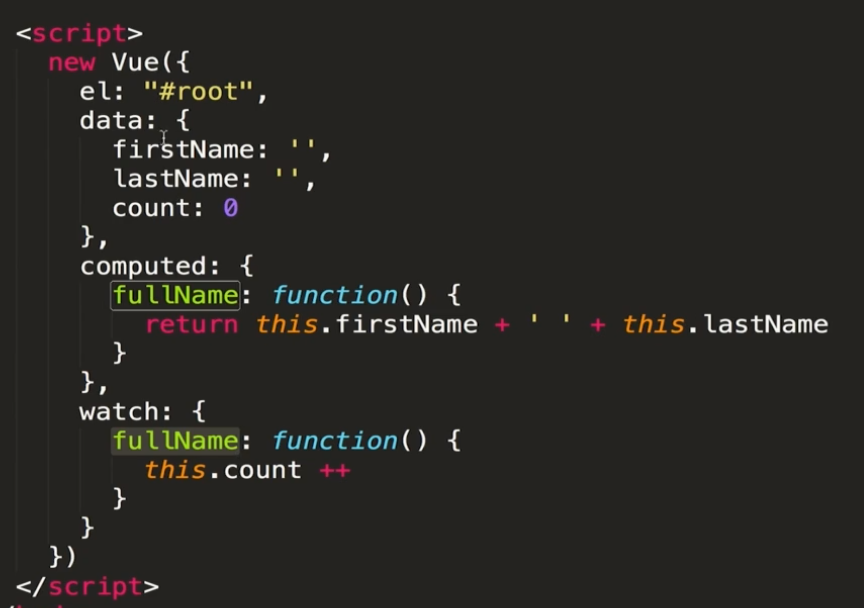 <script>
new Vue({
el: "#root",
data: {
firstName: '',
lastName: '',
count: 0
},
computed: {
fullName: function() {
return this.firstName + ' ' + this.lastName
}
},
watch: {
fullName: function() {
this.count ++
}
}
})
</script>